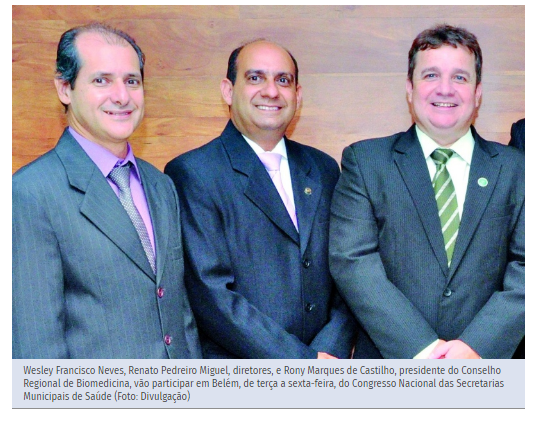 Wesley Francisco Neves, Renato Pedreiro Miguel, diretores, e Rony Marques de Castilho, presidente do Conselho
Regional de Biomedicina, vão participar em Belém, de terça a sexta-feira, do Congresso Nacional das Secretarias
Municipais de Saúde (Foto: Divulgação)